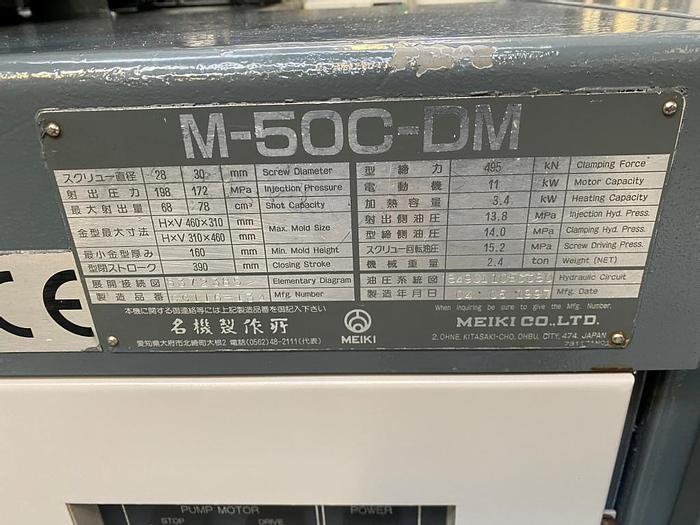 M-50C-DM
スクリュー直径 28 30 mm Screw Diameter
射出圧力 198 172 MPa Injection Pressure
最大射出量 68 78 cm³ Shot Capacity
金型最大寸法 H×V 460×310 mm Max. Mold Size
H×V 310×460 mm
最小金型厚み 160 mm Min. Mold Height
型閉ストローク 390 mm Closing Stroke
展開接続図 Elementary Diagram
製造品番 Mfg. Number
型締力 495 kN Clamping Force
電動機 11 kW Motor Capacity
加熱容量 3.4 kW Heating Capacity
射出側油圧 13.8 MPa Injection Hyd. Press.
型締側油圧 14.0 MPa Clamping Hyd. Press.
スクリュー回転油圧 15.2 MPa Screw Driving Press.
機械重量 2.4 ton Weight (NET)
油圧系統図 Hydraulic Circuit
製造年月日 Mfg. Date
本機に関する御連絡等には上記製造品番を御記入下さい
When inquiring be sure to give the Mfg. Number.
名機製作所 MEIKI MEIKI CO.,LTD.
愛知県大府市北崎町大根2 電話(0562)48-2111(代表)
2, OHNE, KITASAKI-CHO, OHBU, CITY, 474, JAPAN
CE
PUMP MOTOR POWER
STOP DRIVE